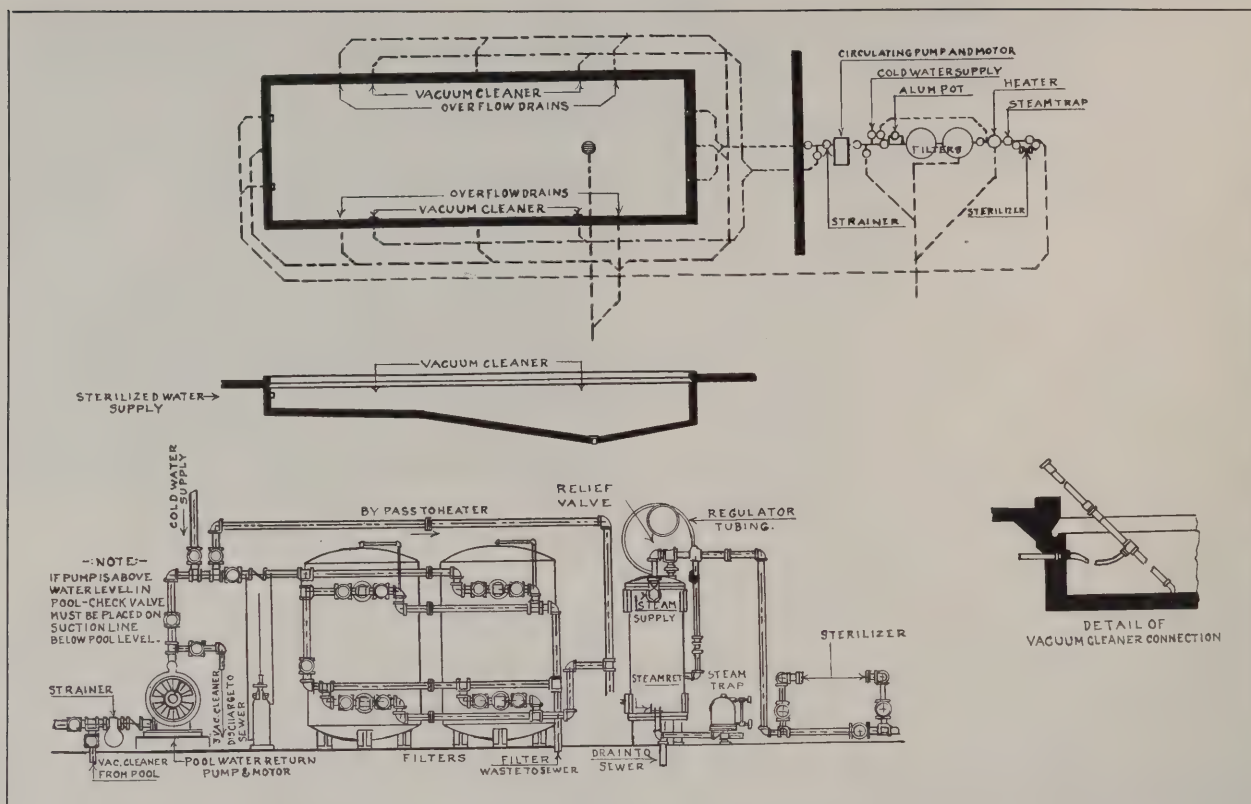 CIRCULATING PUMP AND MOTOR
COLD WATER SUPPLY
ALUM POT
HEATER
STEAM TRAP
VACUUM CLEANER
OVERFLOW DRAINS
FILTERS
OVERFLOW DRAINS
VACUUM CLEANER
STRAINER
STERILIZER
VACUUM CLEANER
STERILIZED WATER
SUPPLY
COLD WATER
SUPPLY
BY PASS TO HEATER
RELIEF
VALVE
REGULATOR
TUBING.
-:NOTE:-
IF PUMP IS ABOVE
WATER LEVEL IN
POOL-CHECK VALVE
MUST BE PLACED ON
SUCTION LINE
BELOW POOL LEVEL.
STEAM
SUPPLY
STEAM RET
STEAM
TRAP
STERILIZER
DETAIL OF
VACUUM CLEANER CONNECTION
STRAINER
3"VAC. CLEANER
DISCHARGE TO
SEWER
VAC. CLEANER
FROM POOL
POOL WATER RETURN
PUMP & MOTOR
FILTERS
FILTER
WASTE TO SEWER
DRAIN TO
SEWER